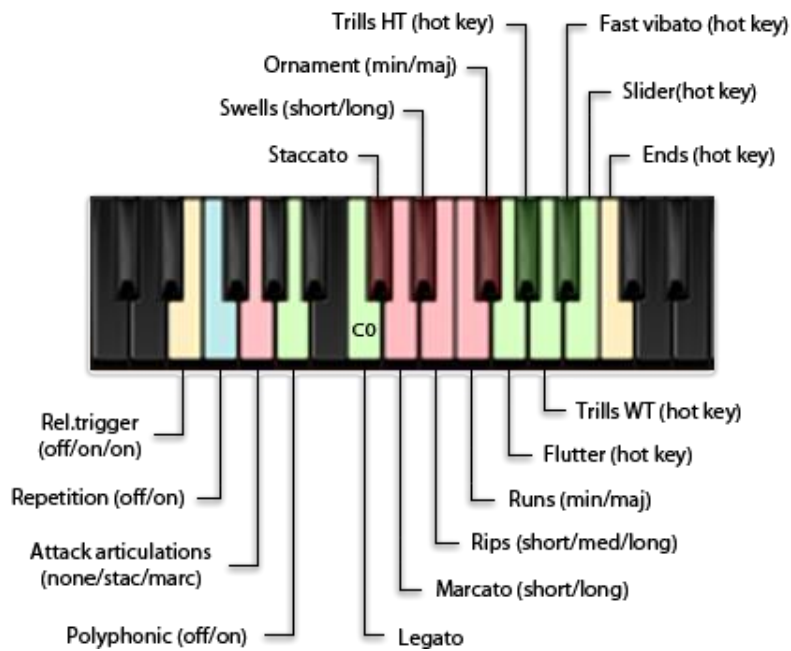 Trills HT (hot key)
Fast vibato (hot key)
Ornament (min/maj)
Slider(hot key)
Swells (short/long)
Staccato
Ends (hot key)
C0
Rel.trigger
(off/on/on)
Trills WT (hot key)
Flutter (hot key)
Repetition (off/on)
Runs (min/maj)
Attack articulations
(none/stac/marc)
Rips (short/med/long)
Marcato (short/long)
Polyphonic (off/on)
Legato